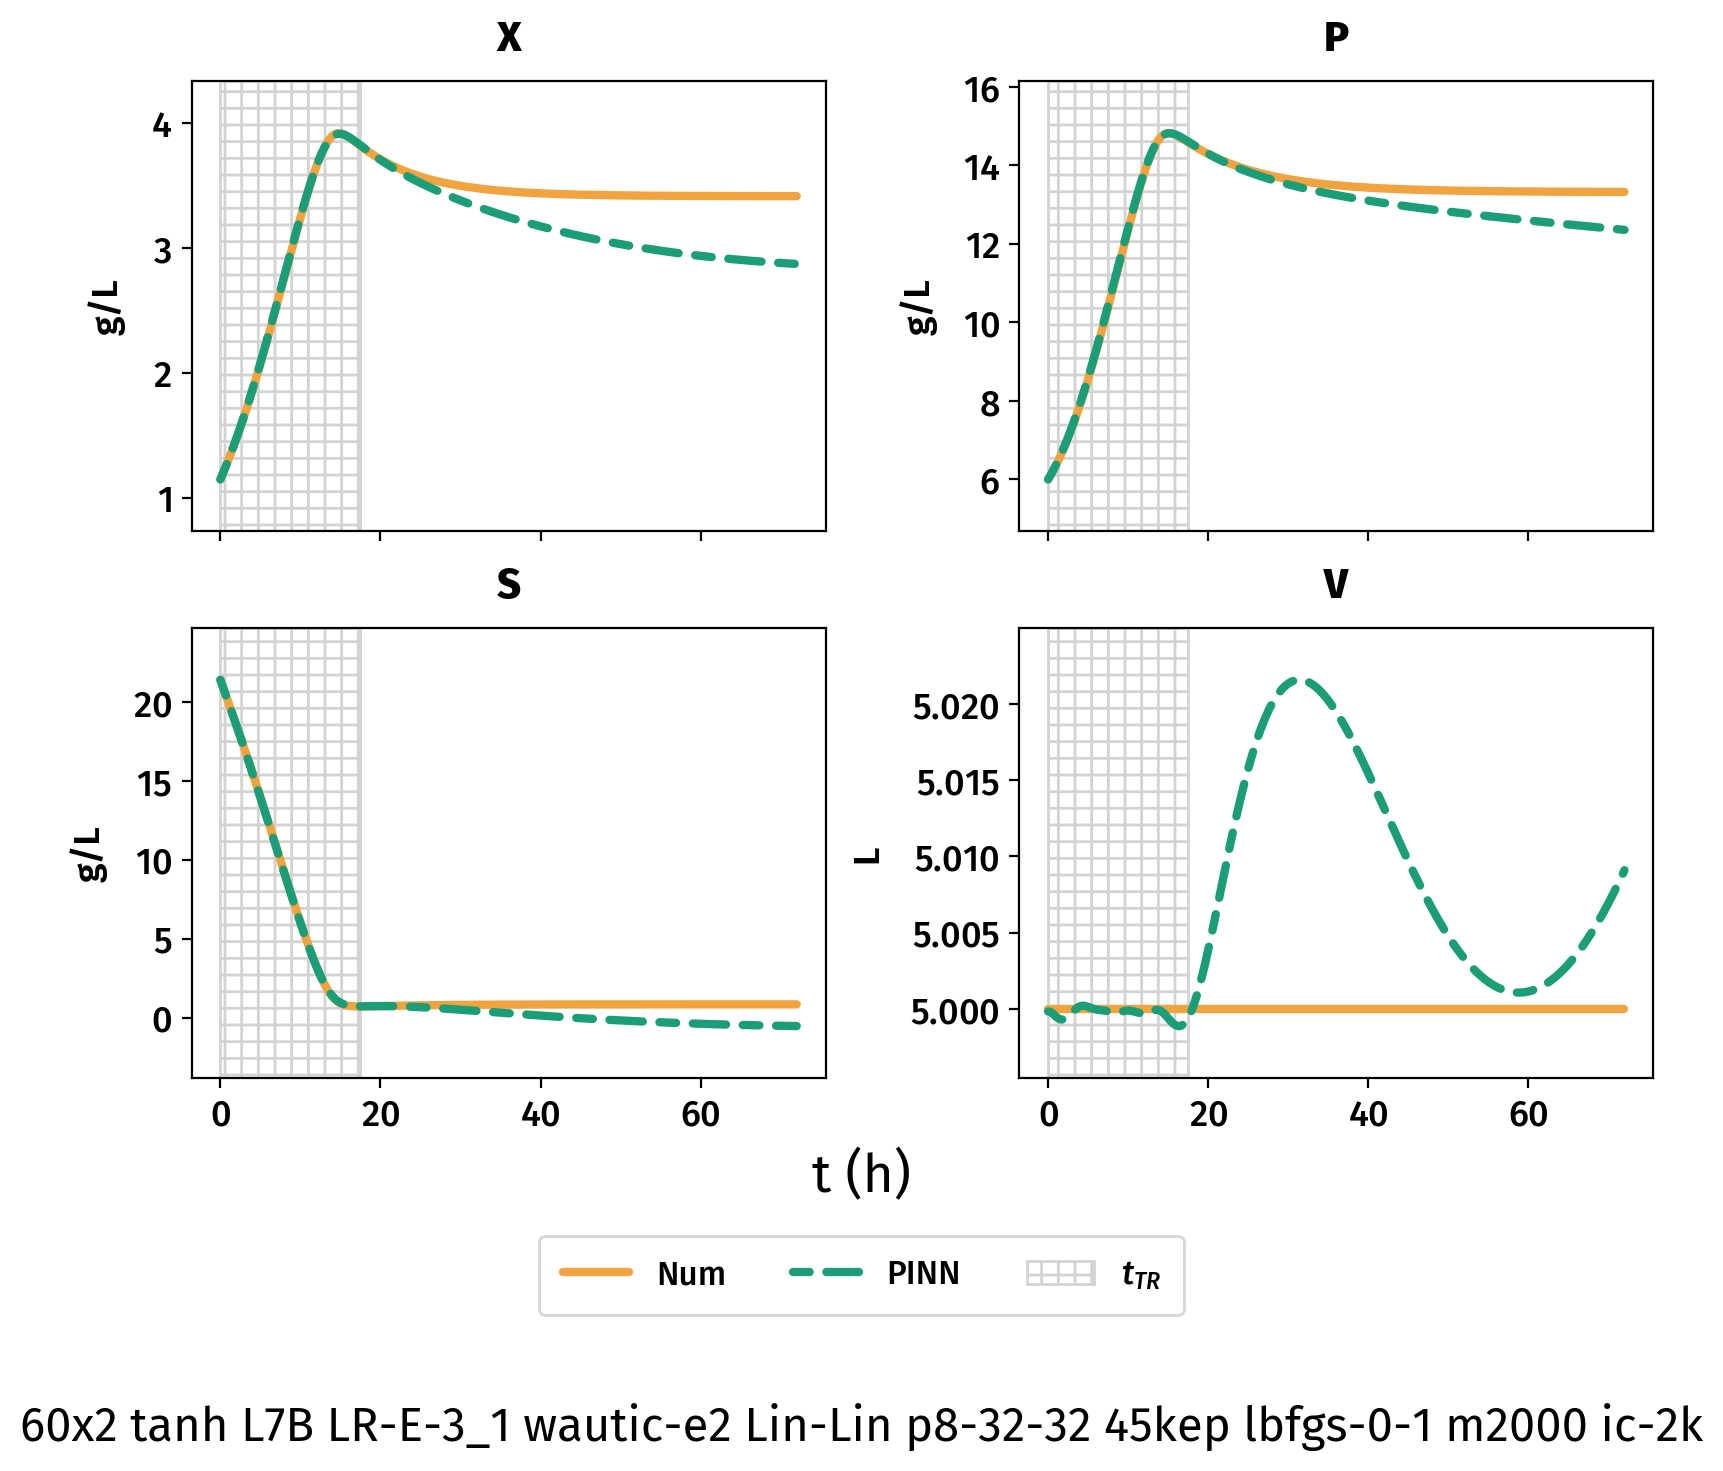 X
P
4
3
2
1
g/L
16
14
12
10
8
6
g/L
S
V
20
15
10
5
0
g/L
5.020
5.015
5.010
5.005
5.000
L
0 20 40 60
0 20 40 60
t (h)
Num PINN t_TR
60x2 tanh L7B LR-E-3_1 wautic-e2 Lin-Lin p8-32-32 45kep lbfgs-0-1 m2000 ic-2k